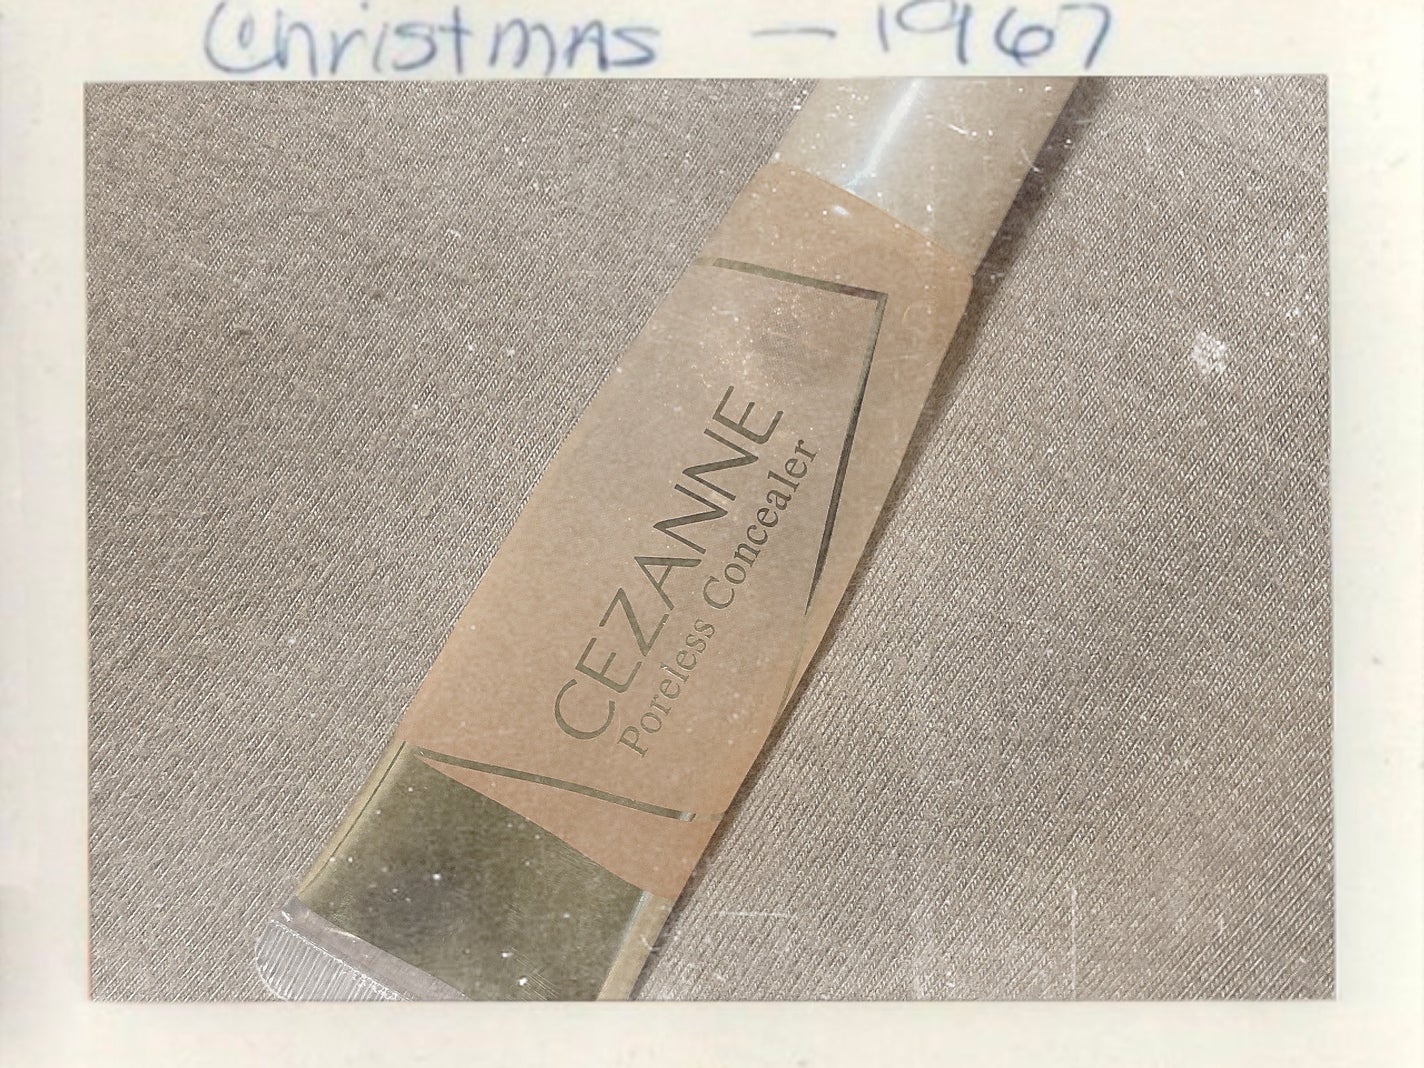 Christmas — 1967
CEZANNE
Poreless Concealer